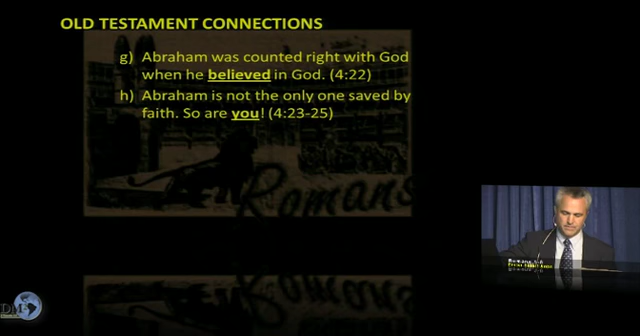 OLD TESTAMENT CONNECTIONS
g) Abraham was counted right with God
when he believed in God. (4:22)
h) Abraham is not the only one saved by
faith. So are you! (4:23-25)
Romans
DM